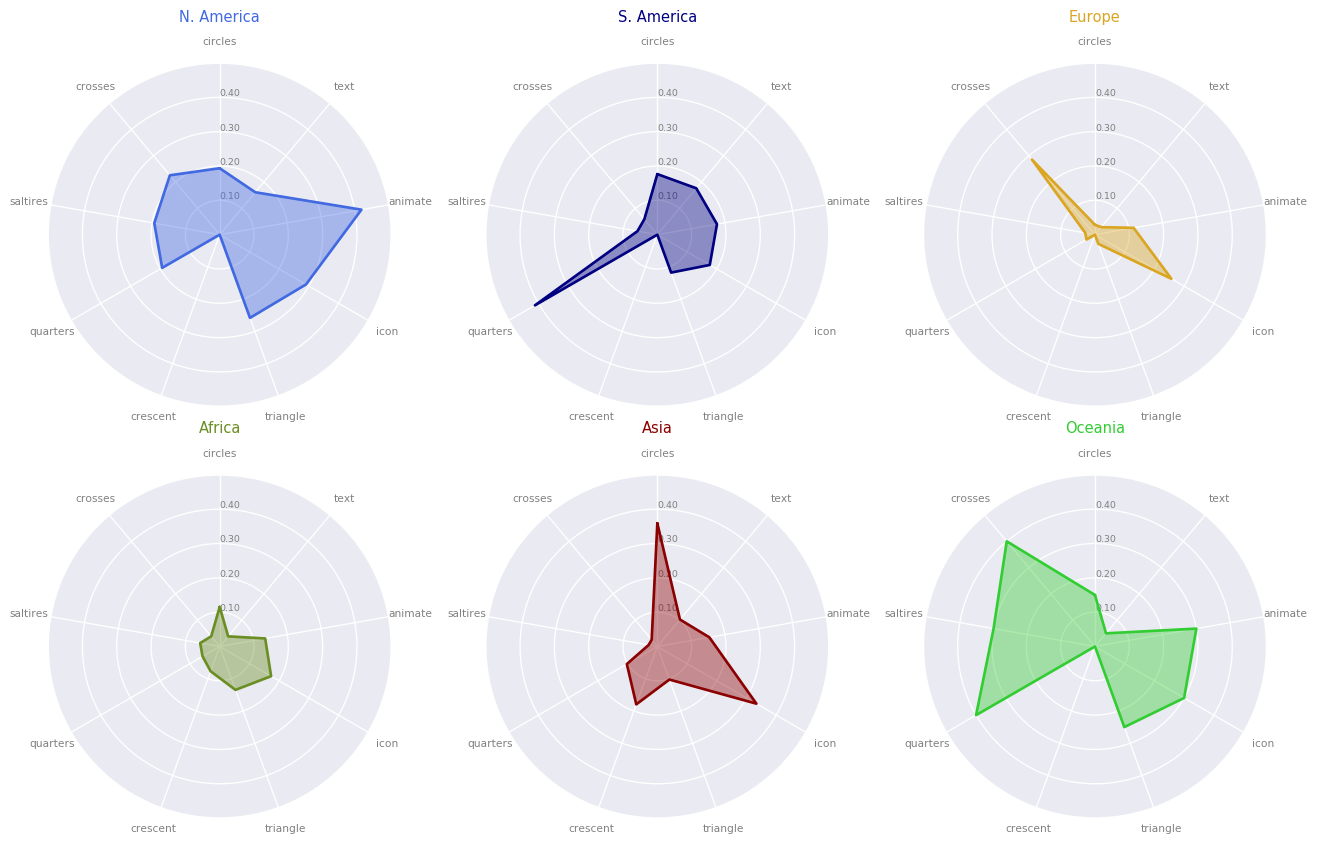 N. America
circles
text
animate
icon
triangle
crescent
quarters
saltires
crosses
0.10
0.20
0.30
0.40
S. America
circles
text
animate
icon
triangle
crescent
quarters
saltires
crosses
0.10
0.20
0.30
0.40
Europe
circles
text
animate
icon
triangle
crescent
quarters
saltires
crosses
0.10
0.20
0.30
0.40
Africa
circles
text
animate
icon
triangle
crescent
quarters
saltires
crosses
0.10
0.20
0.30
0.40
Asia
circles
text
animate
icon
triangle
crescent
quarters
saltires
crosses
0.10
0.20
0.30
0.40
Oceania
circles
text
animate
icon
triangle
crescent
quarters
saltires
crosses
0.10
0.20
0.30
0.40